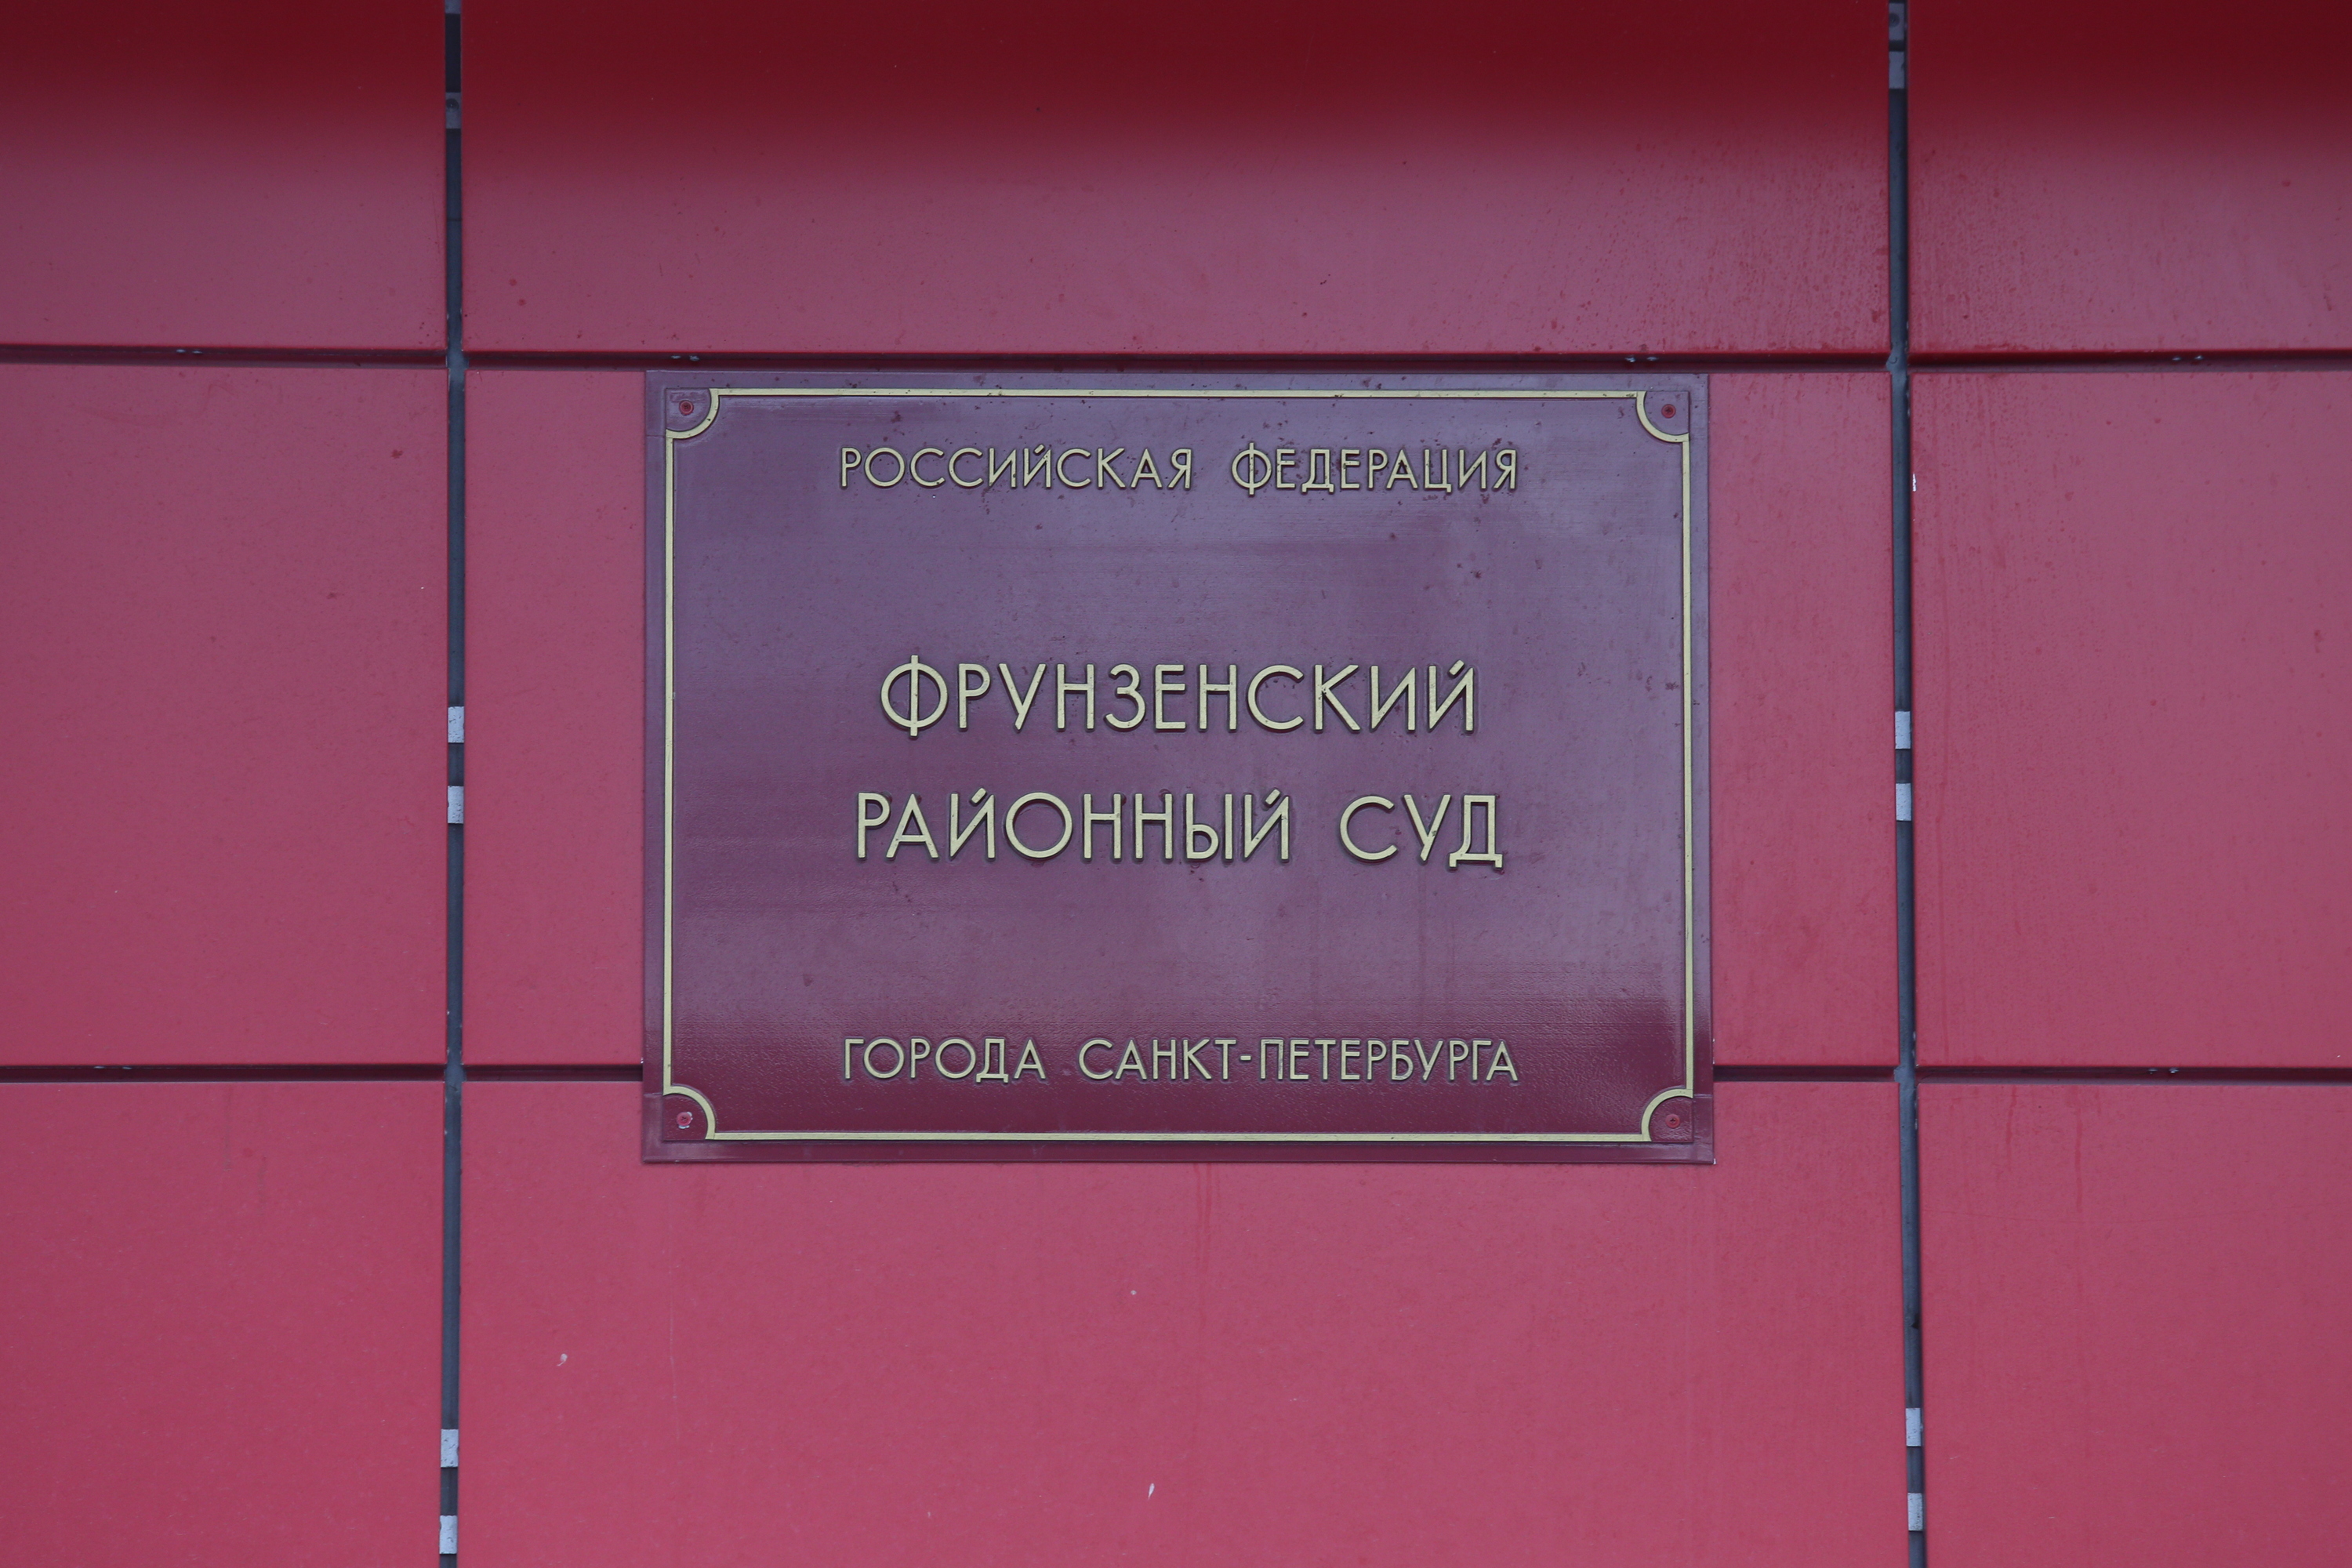 РОССИЙСКАЯ ФЕДЕРАЦИЯ
ФРУНЗЕНСКИЙ
РАЙОННЫЙ СУД
ГОРОДА САНКТ-ПЕТЕРБУРГА